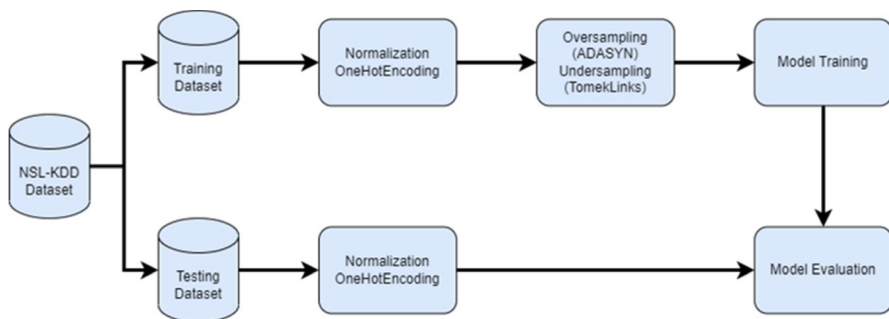 NSL-KDD
Dataset
Training
Dataset
Normalization
OneHotEncoding
Oversampling
(ADASYN)
Undersampling
(TomekLinks)
Model Training
Testing
Dataset
Normalization
OneHotEncoding
Model Evaluation